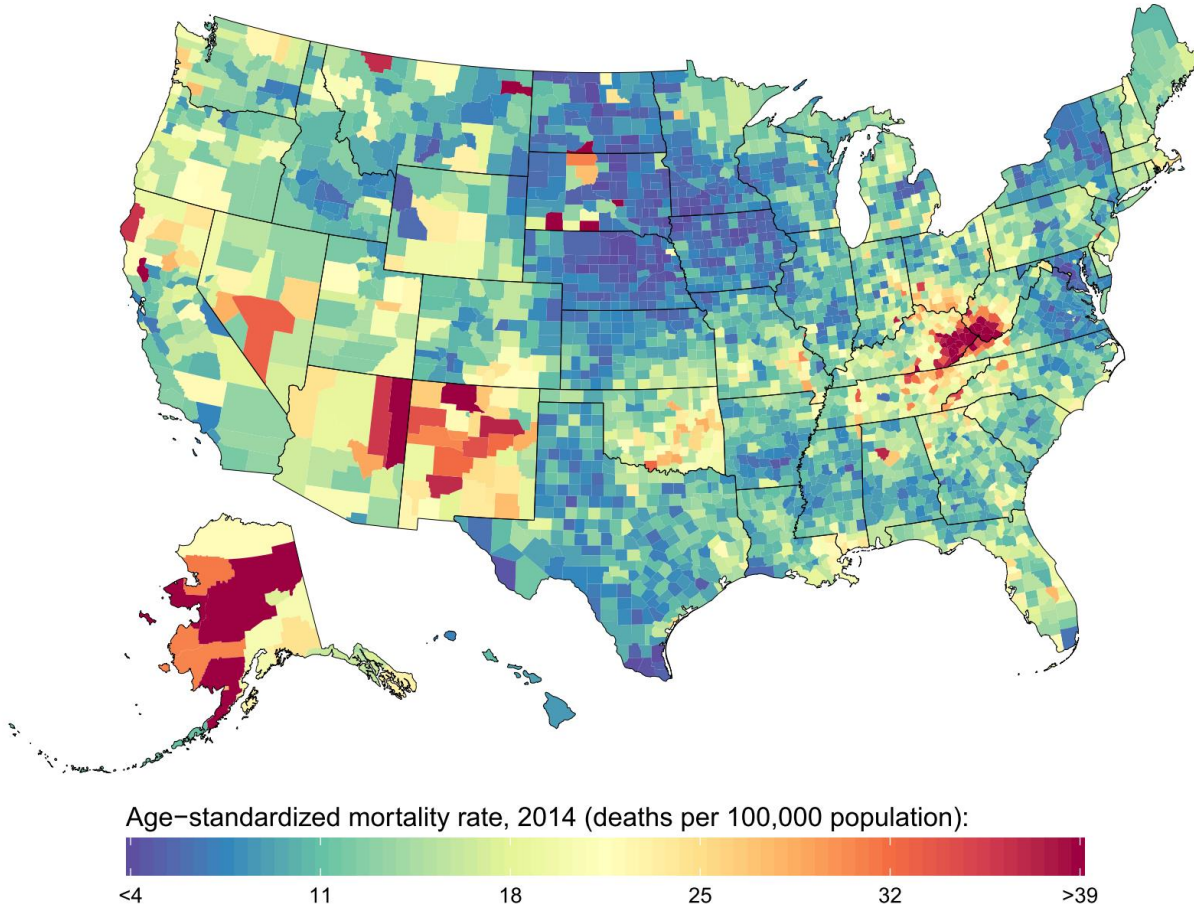 Age−standardized mortality rate, 2014 (deaths per 100,000 population):
<4 11 18 25 32 >39